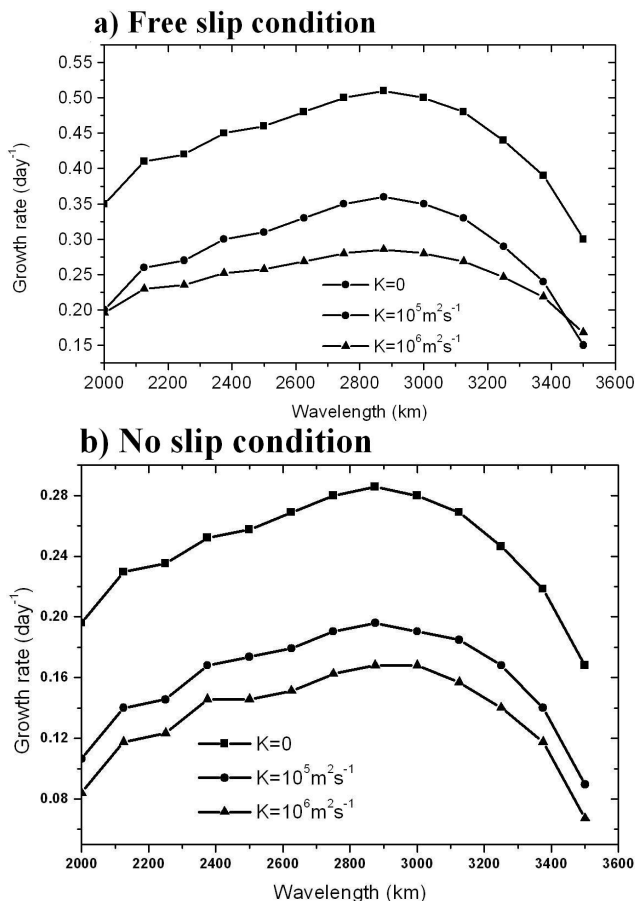 a) Free slip condition
0.55
0.50
0.45
0.40
0.35
0.30
0.25
0.20
0.15
Growth rate (day⁻¹)
K=0
K=10⁵m²s⁻¹
K=10⁶m²s⁻¹
2000 2200 2400 2600 2800 3000 3200 3400 3600
Wavelength (km)
b) No slip condition
0.28
0.24
0.20
0.16
0.12
0.08
Growth rate (day⁻¹)
K=0
K=10⁵m²s⁻¹
K=10⁶m²s⁻¹
2000 2200 2400 2600 2800 3000 3200 3400 3600
Wavelength (km)